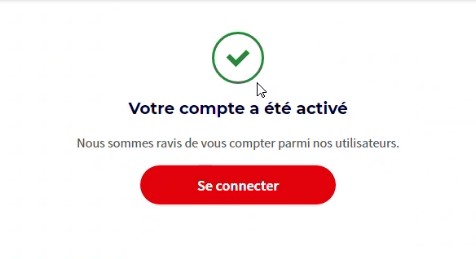 Votre compte a été activé
Nous sommes ravis de vous compter parmi nos utilisateurs.
Se connecter